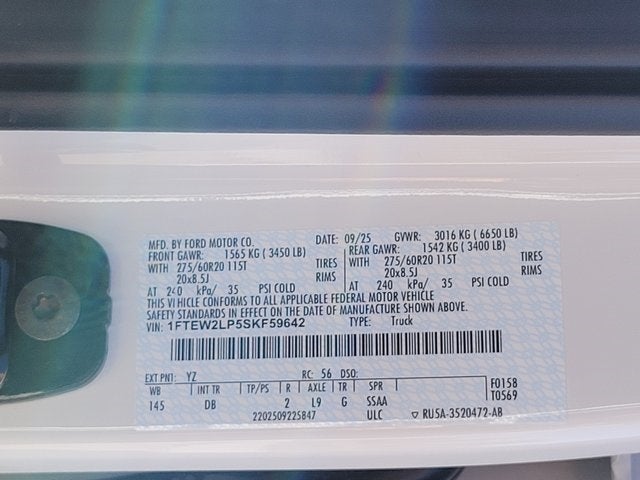 MFD. BY FORD MOTOR CO. DATE: 09/25 GVWR: 3016 KG ( 6650 LB)
FRONT GAWR: 1565 KG ( 3450 LB) REAR GAWR: 1542 KG ( 3400 LB)
WITH 275/60R20 115T TIRES WITH 275/60R20 115T TIRES
20x8.5J RIMS 20x8.5J RIMS
AT 240 kPa/ 35 PSI COLD AT 240 kPa/ 35 PSI COLD
THIS VEHICLE CONFORMS TO ALL APPLICABLE FEDERAL MOTOR VEHICLE
SAFETY STANDARDS IN EFFECT ON THE DATE OF MANUFACTURE SHOWN ABOVE.
VIN: 1FTEW2LP5SKF59642 TYPE: Truck
EXT PNT: YZ RC: 56 DSO:
WB INT TR TP/PS R AXLE TR SPR F0158
145 DB 2 L9 G SSAA T0569
2202509225847 ULC ▽ RU5A-3520472-AB